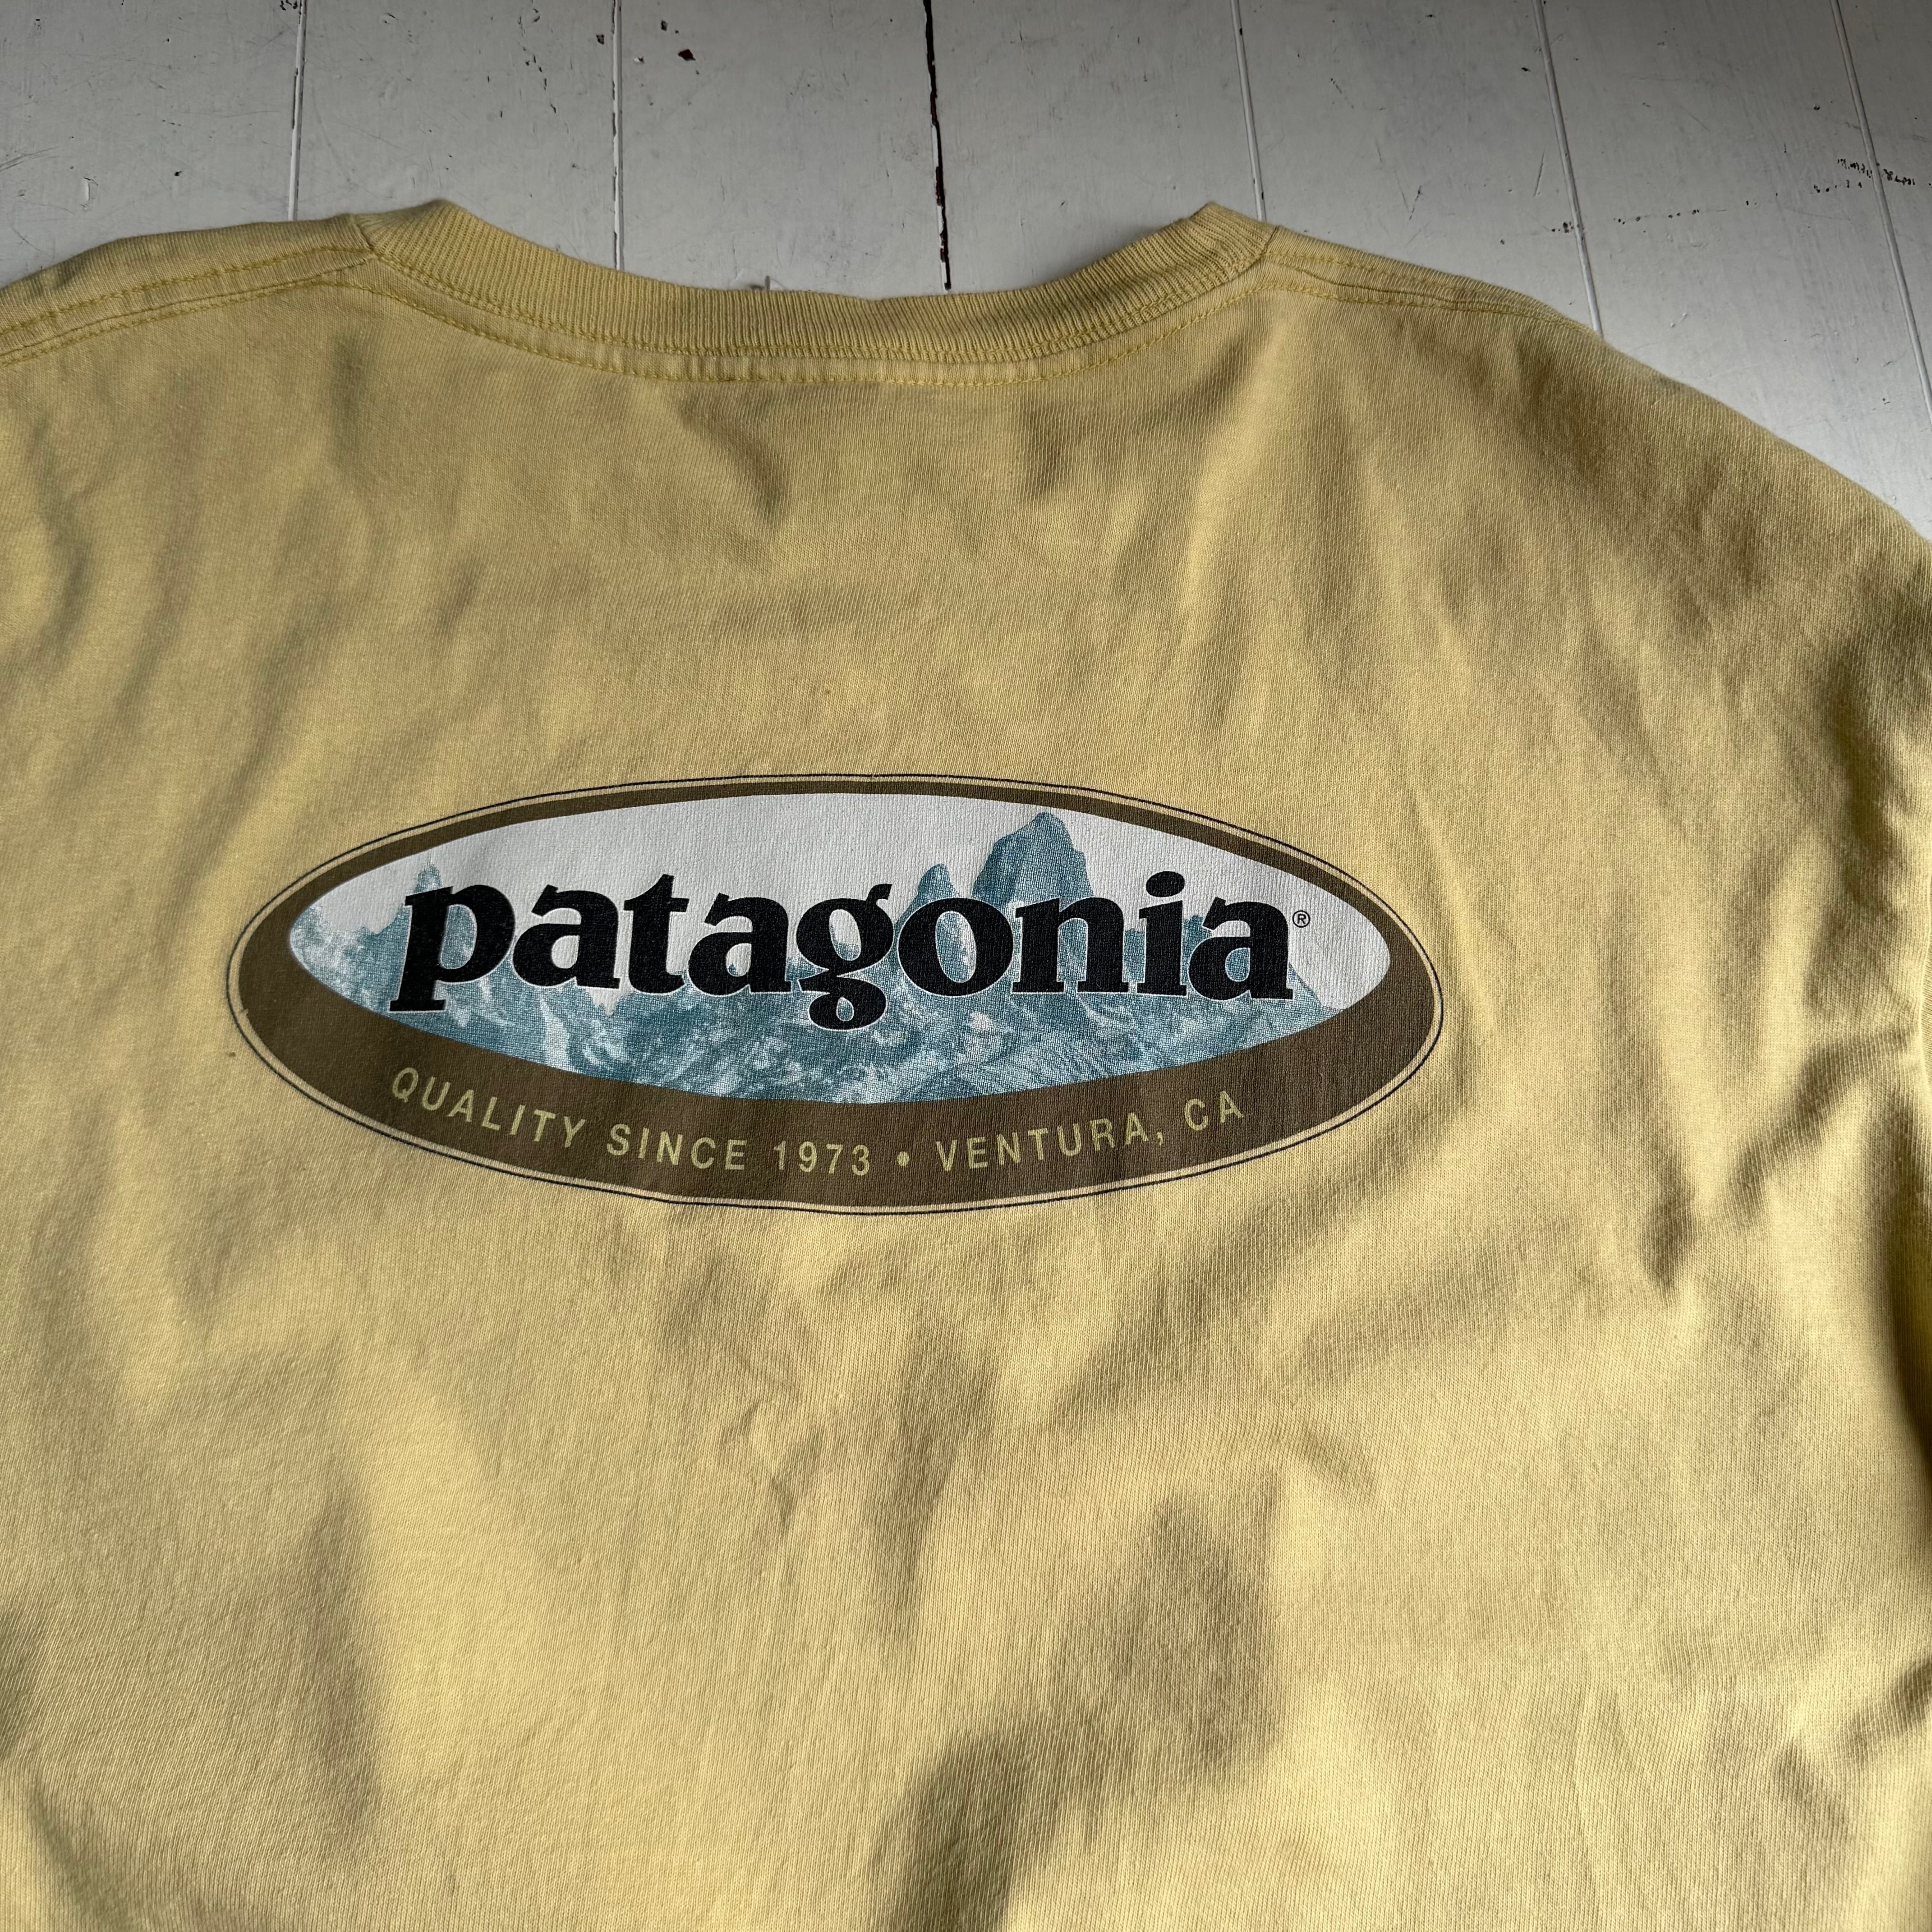 patagonia®
QUALITY SINCE 1973 • VENTURA, CA